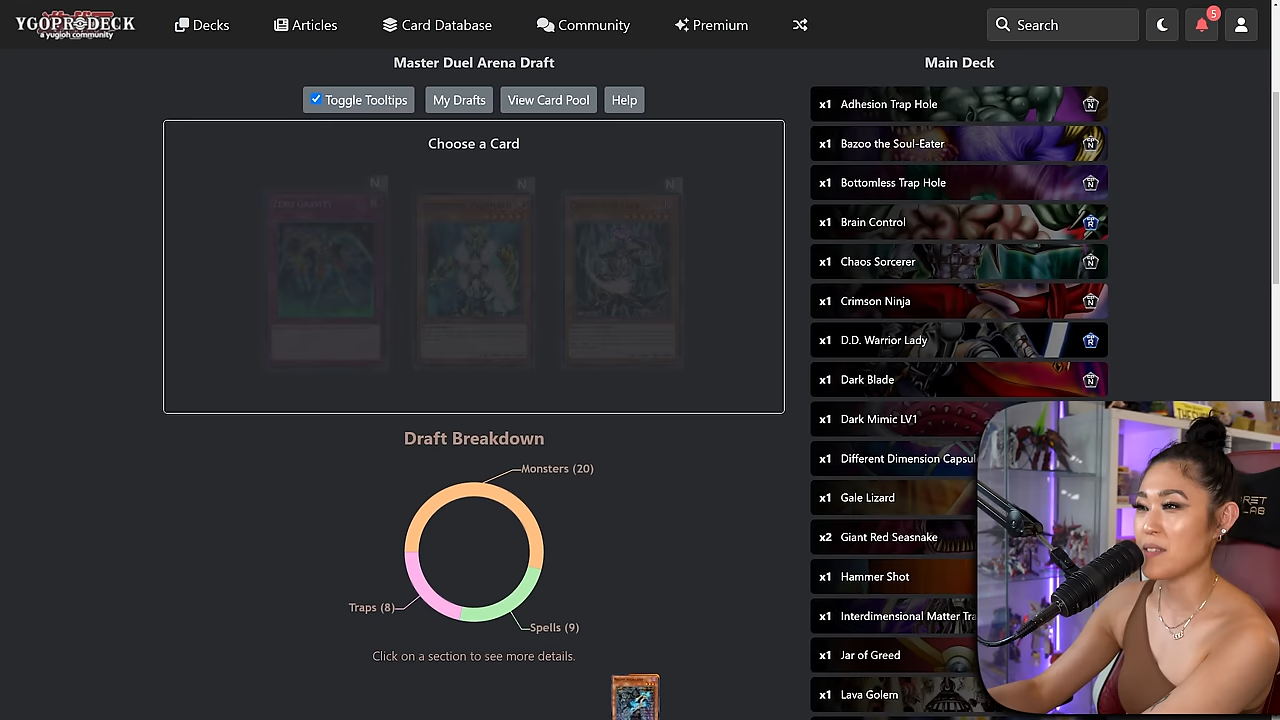 YGOPRODECK
a yugioh community
Decks
Articles
Card Database
Community
Premium
Search
5
Master Duel Arena Draft
Toggle Tooltips
My Drafts
View Card Pool
Help
Choose a Card
N
N
N
ZERO GRAVITY
Draft Breakdown
Monsters (20)
Traps (8)
Spells (9)
Click on a section to see more details.
Main Deck
x1 Adhesion Trap Hole N
x1 Bazoo the Soul-Eater N
x1 Bottomless Trap Hole N
x1 Brain Control R
x1 Chaos Sorcerer N
x1 Crimson Ninja N
x1 D.D. Warrior Lady R
x1 Dark Blade N
x1 Dark Mimic LV1
x1 Different Dimension Capsul
x1 Gale Lizard
x2 Giant Red Seasnake
x1 Hammer Shot
x1 Interdimensional Matter Tra
x1 Jar of Greed
x1 Lava Golem